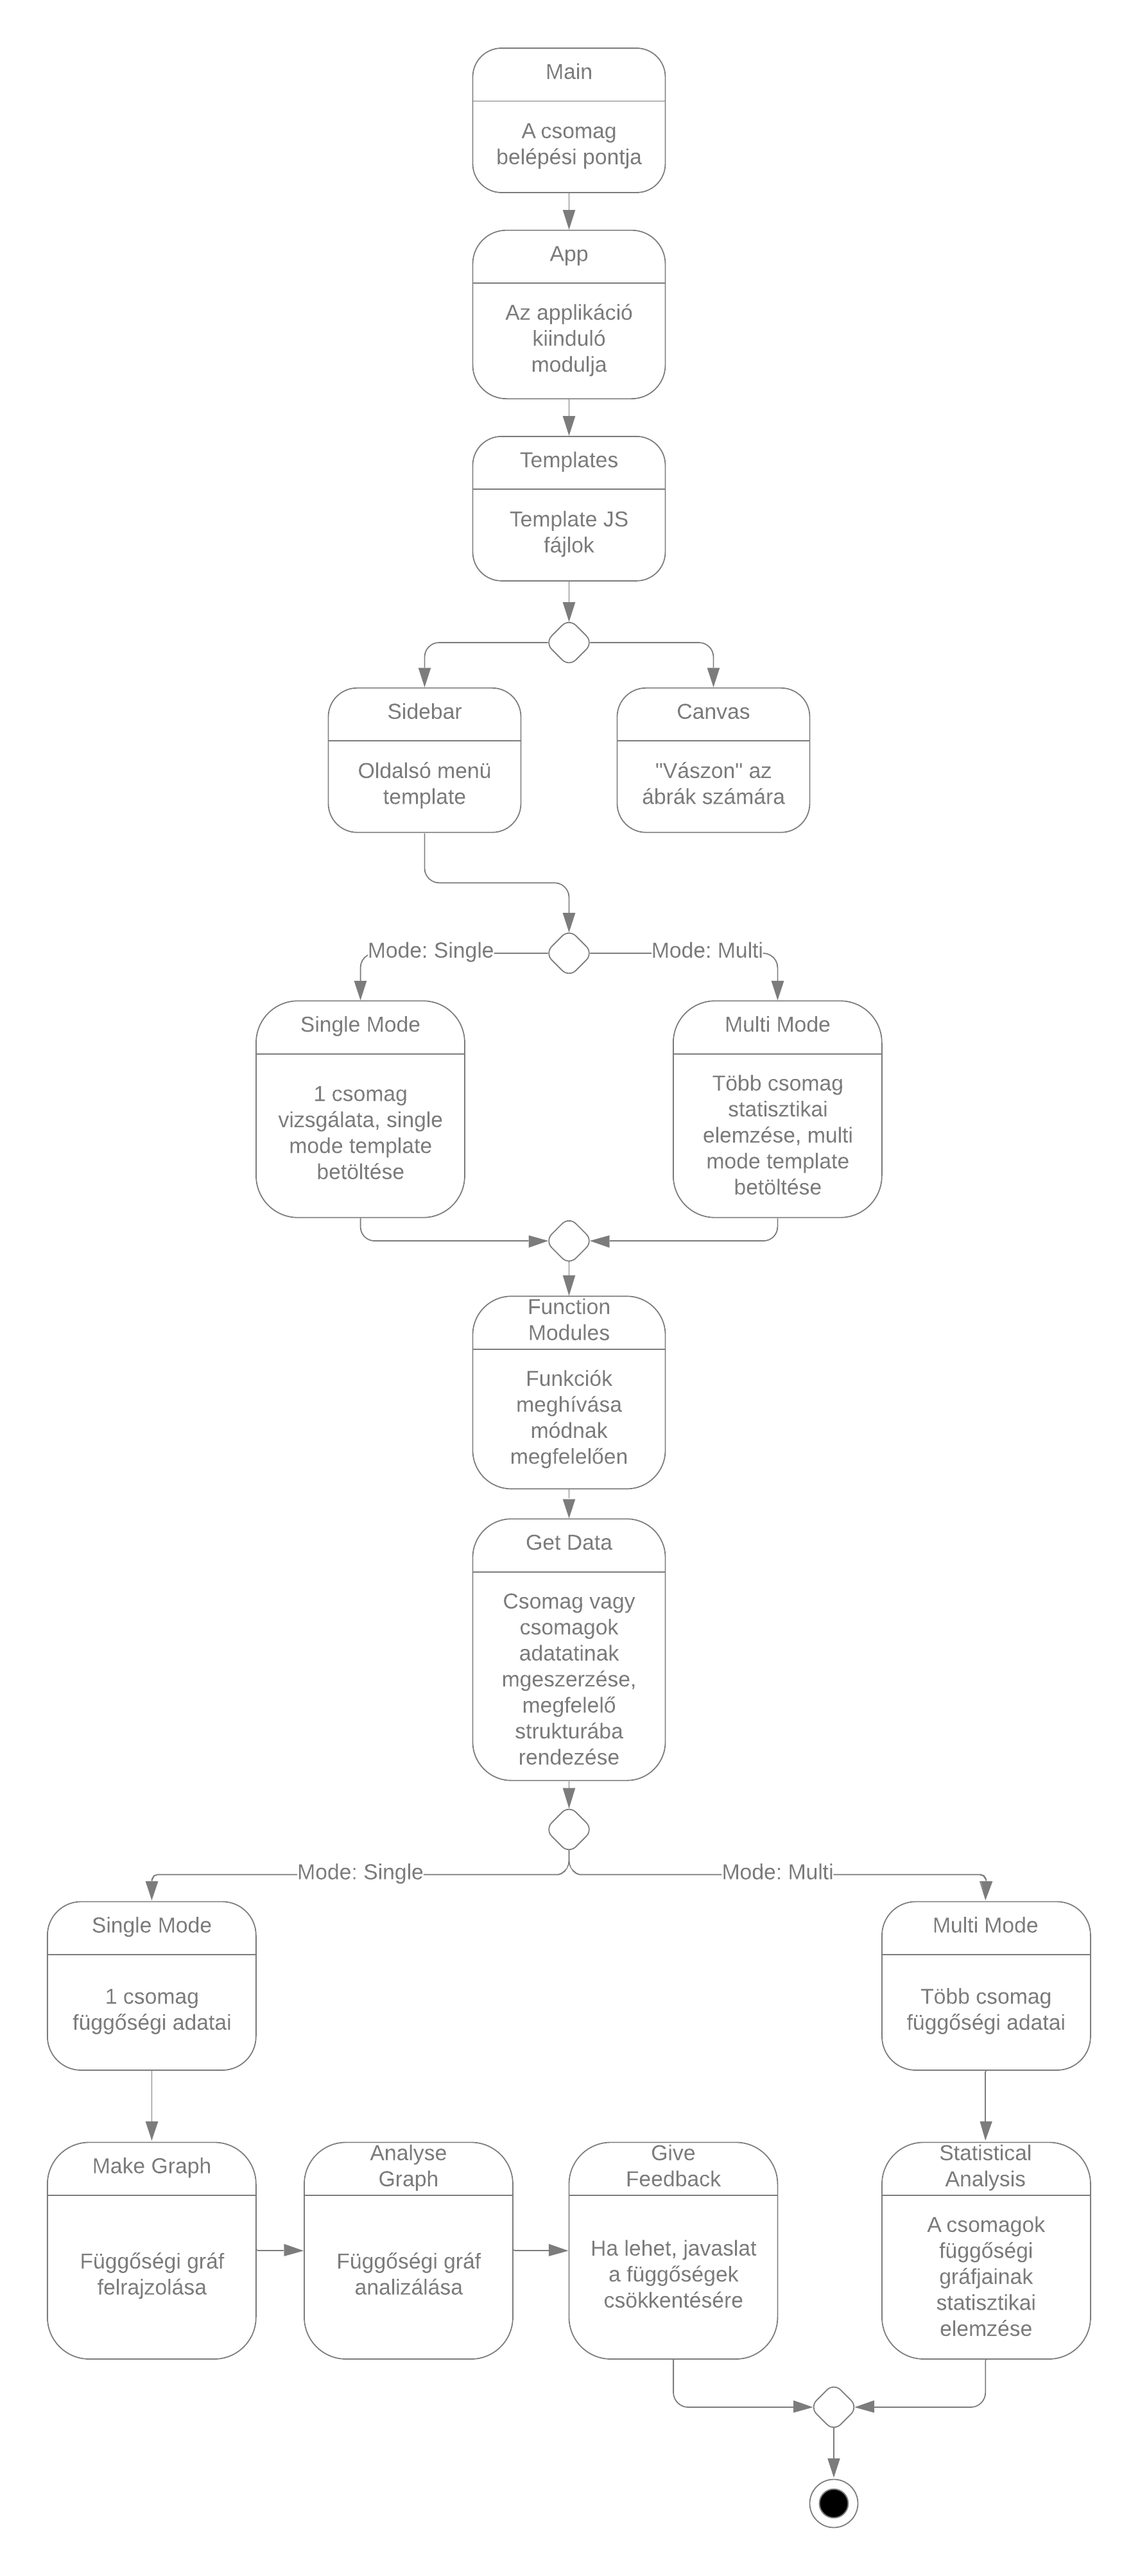 Main
A csomag
belépési pontja
App
Az applikáció
kiinduló
modulja
Templates
Template JS
fájlok
Sidebar
Oldalsó menü
template
Canvas
"Vászon" az
ábrák számára
Mode: Single
Mode: Multi
Single Mode
1 csomag
vizsgálata, single
mode template
betöltése
Multi Mode
Több csomag
statisztikai
elemzése, multi
mode template
betöltése
Function
Modules
Funkciók
meghívása
módnak
megfelelően
Get Data
Csomag vagy
csomagok
adatatinak
mgeszerzése,
megfelelő
strukturába
rendezése
Mode: Single
Mode: Multi
Single Mode
1 csomag
függőségi adatai
Multi Mode
Több csomag
függőségi adatai
Make Graph
Függőségi gráf
felrajzolása
Analyse
Graph
Függőségi gráf
analizálása
Give
Feedback
Ha lehet, javaslat
a függőségek
csökkentésére
Statistical
Analysis
A csomagok
függőségi
gráfjainak
statisztikai
elemzése